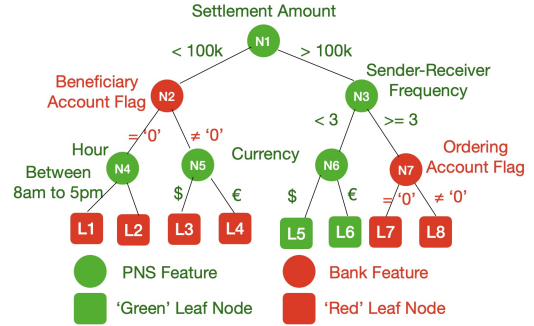 Settlement Amount
< 100k
N1
> 100k
Beneficiary
Account Flag
N2
Sender-Receiver
Frequency
N3
= ‘0’
≠ ‘0’
< 3
>= 3
Hour
Between
8am to 5pm
N4
N5
Currency
N6
N7
Ordering
Account Flag
$
€
$
€
= ‘0’
≠ ‘0’
L1
L2
L3
L4
L5
L6
L7
L8
PNS Feature
Bank Feature
‘Green’ Leaf Node
‘Red’ Leaf Node